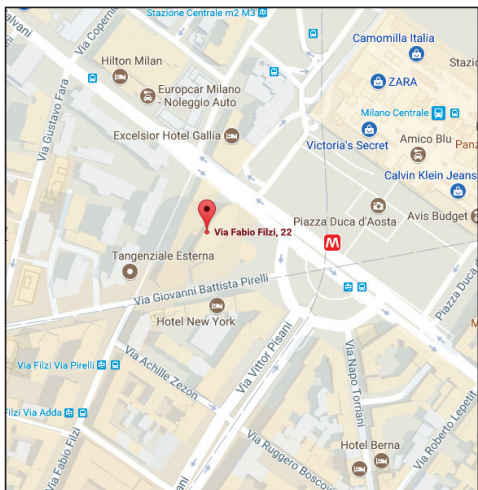 Stazione Centrale m2 M3
alvani
Via Copernic
Camomilla Italia
Hilton Milan
Stazio
ZARA
Europcar Milano
- Noleggio Auto
Via Gustavo Fara
Milano Centrale
Excelsior Hotel Gallia
Victoria's Secret
Amico Blu
Panz
Calvin Klein Jeans
Piazza Duca d'Aosta
Avis Budget
Via Fabio Filzi, 22
M
Tangenziale Esterna
Via Giovanni Battista Pirelli
Piazza Duca d
Hotel New York
M
Via Vittor Pisani
Via Filzi Via Pirelli
Via Achille Zezon
Via Napo Torriani
Via Roberto Lepetit
Filzi Via Adda
Via Fabio Filzi
Hotel Berna
Via Ruggero Boscov
ani